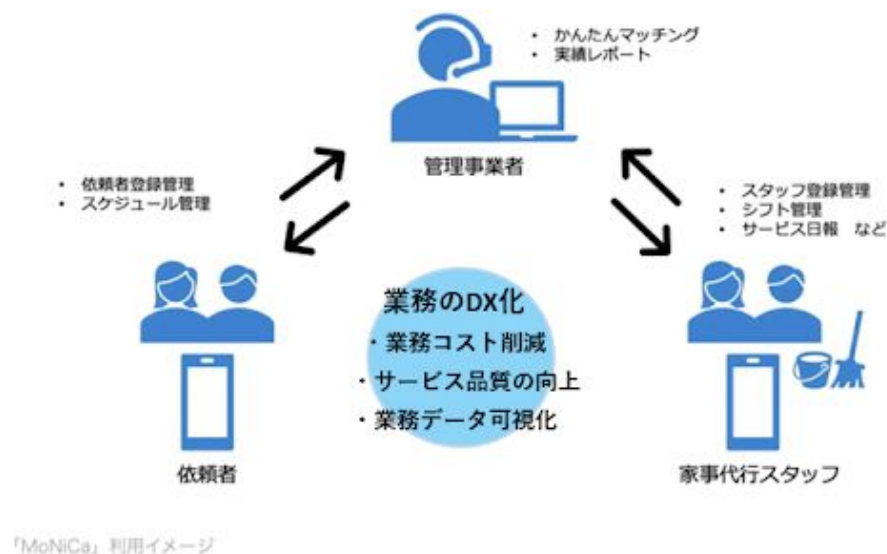 • かんたんマッチング
• 実績レポート
管理事業者
• 依頼者登録管理
• スケジュール管理
• スタッフ登録管理
• シフト管理
• サービス日報 など
業務のDX化
・業務コスト削減
・サービス品質の向上
・業務データ可視化
依頼者
家事代行スタッフ
「MoNiCa」利用イメージ